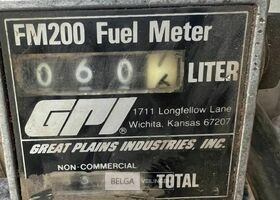 FM200 Fuel Meter
060 LITER
GPI®
1711 Longfellow Lane
Wichita, Kansas 67207
GREAT PLAINS INDUSTRIES, INC.
NON-COMMERCIAL
BELGA TOTAL